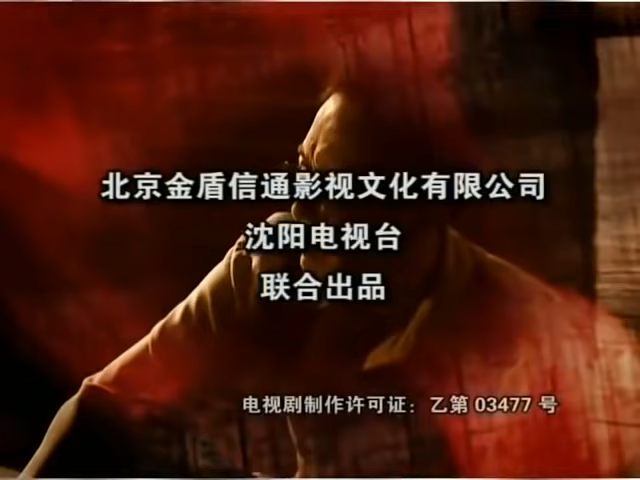 北京金盾信通影视文化有限公司
沈阳电视台
联合出品
电视剧制作许可证：乙第 03477 号